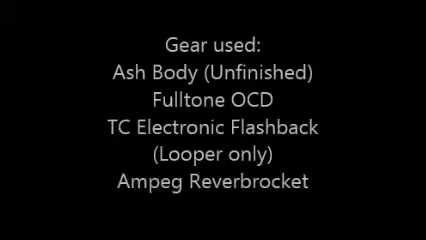 Gear used:
Ash Body (Unfinished)
Fulltone OCD
TC Electronic Flashback
(Looper only)
Ampeg Reverbrocket